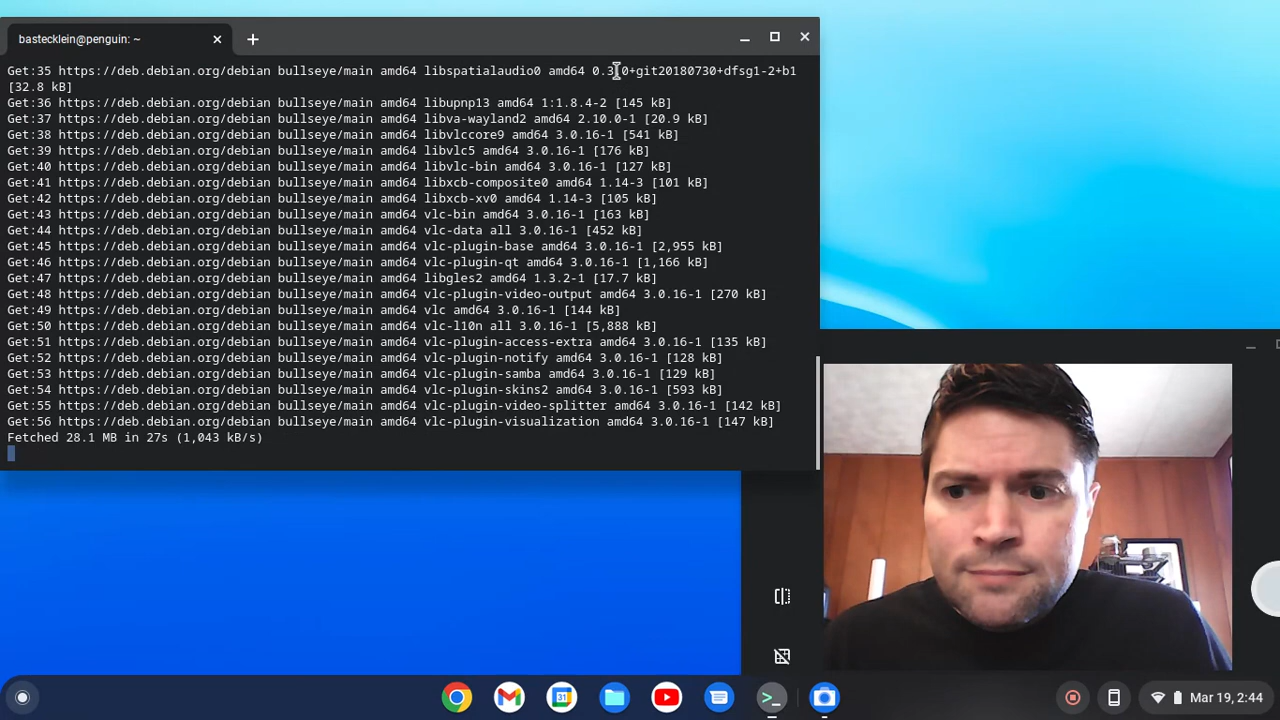 bastecklein@penguin: ~
Get:35 https://deb.debian.org/debian bullseye/main amd64 libspatialaudio0 amd64 0.3.0+git20180730+dfsg1-2+b1
[32.8 kB]
Get:36 https://deb.debian.org/debian bullseye/main amd64 libupnp13 amd64 1:1.8.4-2 [145 kB]
Get:37 https://deb.debian.org/debian bullseye/main amd64 libva-wayland2 amd64 2.10.0-1 [20.9 kB]
Get:38 https://deb.debian.org/debian bullseye/main amd64 libvlccore9 amd64 3.0.16-1 [541 kB]
Get:39 https://deb.debian.org/debian bullseye/main amd64 libvlc5 amd64 3.0.16-1 [176 kB]
Get:40 https://deb.debian.org/debian bullseye/main amd64 libvlc-bin amd64 3.0.16-1 [127 kB]
Get:41 https://deb.debian.org/debian bullseye/main amd64 libxcb-composite0 amd64 1.14-3 [101 kB]
Get:42 https://deb.debian.org/debian bullseye/main amd64 libxcb-xv0 amd64 1.14-3 [105 kB]
Get:43 https://deb.debian.org/debian bullseye/main amd64 vlc-bin amd64 3.0.16-1 [163 kB]
Get:44 https://deb.debian.org/debian bullseye/main amd64 vlc-data all 3.0.16-1 [452 kB]
Get:45 https://deb.debian.org/debian bullseye/main amd64 vlc-plugin-base amd64 3.0.16-1 [2,955 kB]
Get:46 https://deb.debian.org/debian bullseye/main amd64 vlc-plugin-qt amd64 3.0.16-1 [1,166 kB]
Get:47 https://deb.debian.org/debian bullseye/main amd64 libgles2 amd64 1.3.2-1 [17.7 kB]
Get:48 https://deb.debian.org/debian bullseye/main amd64 vlc-plugin-video-output amd64 3.0.16-1 [270 kB]
Get:49 https://deb.debian.org/debian bullseye/main amd64 vlc amd64 3.0.16-1 [144 kB]
Get:50 https://deb.debian.org/debian bullseye/main amd64 vlc-l10n all 3.0.16-1 [5,888 kB]
Get:51 https://deb.debian.org/debian bullseye/main amd64 vlc-plugin-access-extra amd64 3.0.16-1 [135 kB]
Get:52 https://deb.debian.org/debian bullseye/main amd64 vlc-plugin-notify amd64 3.0.16-1 [128 kB]
Get:53 https://deb.debian.org/debian bullseye/main amd64 vlc-plugin-samba amd64 3.0.16-1 [129 kB]
Get:54 https://deb.debian.org/debian bullseye/main amd64 vlc-plugin-skins2 amd64 3.0.16-1 [593 kB]
Get:55 https://deb.debian.org/debian bullseye/main amd64 vlc-plugin-video-splitter amd64 3.0.16-1 [142 kB]
Get:56 https://deb.debian.org/debian bullseye/main amd64 vlc-plugin-visualization amd64 3.0.16-1 [147 kB]
Fetched 28.1 MB in 27s (1,043 kB/s)
31
Mar 19, 2:44